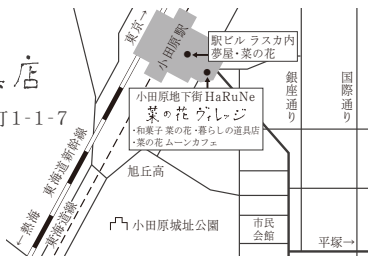 東京→
小田原駅
駅ビル ラスカ内
夢屋・菜の花
店
町1-1-7
小田原地下街 HaRuNe
菜の花 ヴィレッジ
・和菓子 菜の花・暮らしの道具店
・菜の花 ムーンカフェ
銀座通り
国際通り
東海道新幹線
旭丘高
←熱海
東海道線
小田原城址公園
市民
会館
平塚→